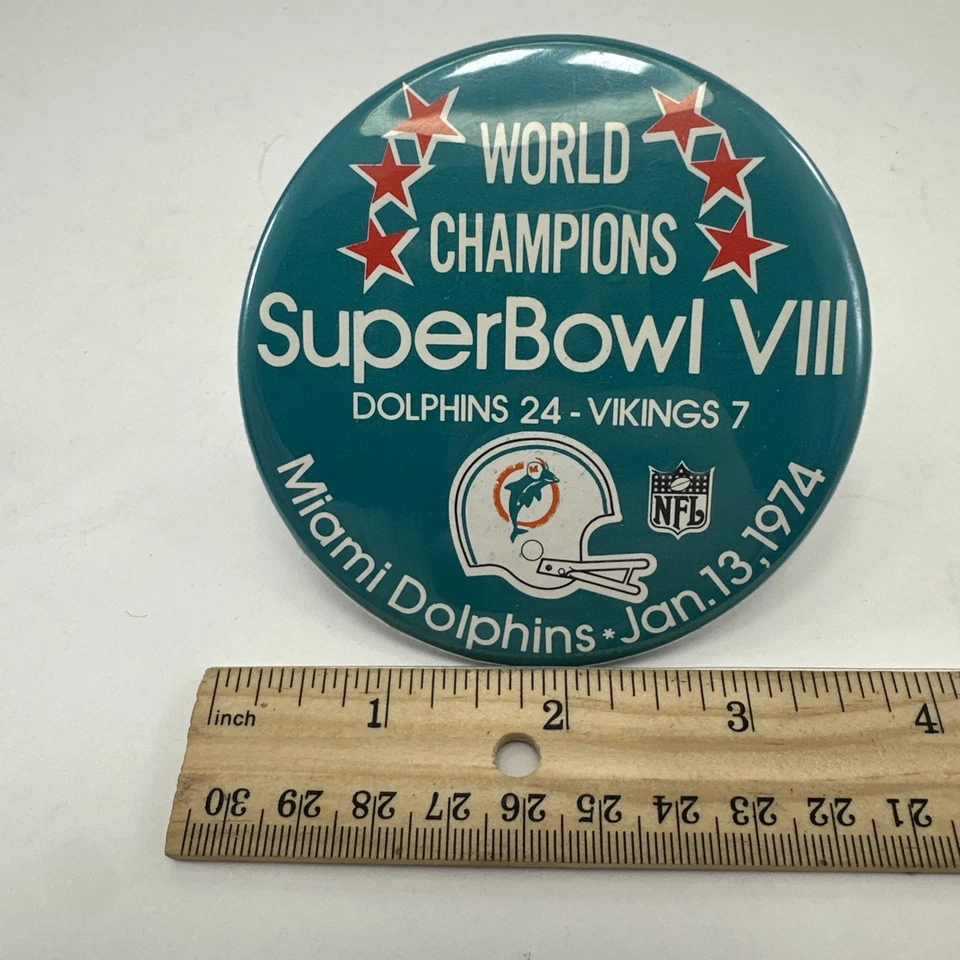 WORLD
CHAMPIONS
SuperBowl VIII
DOLPHINS 24 - VIKINGS 7
M
NFL
Miami Dolphins * Jan. 13, 1974
inch 1 2 3 4
30 29 28 27 26 25 24 23 22 21